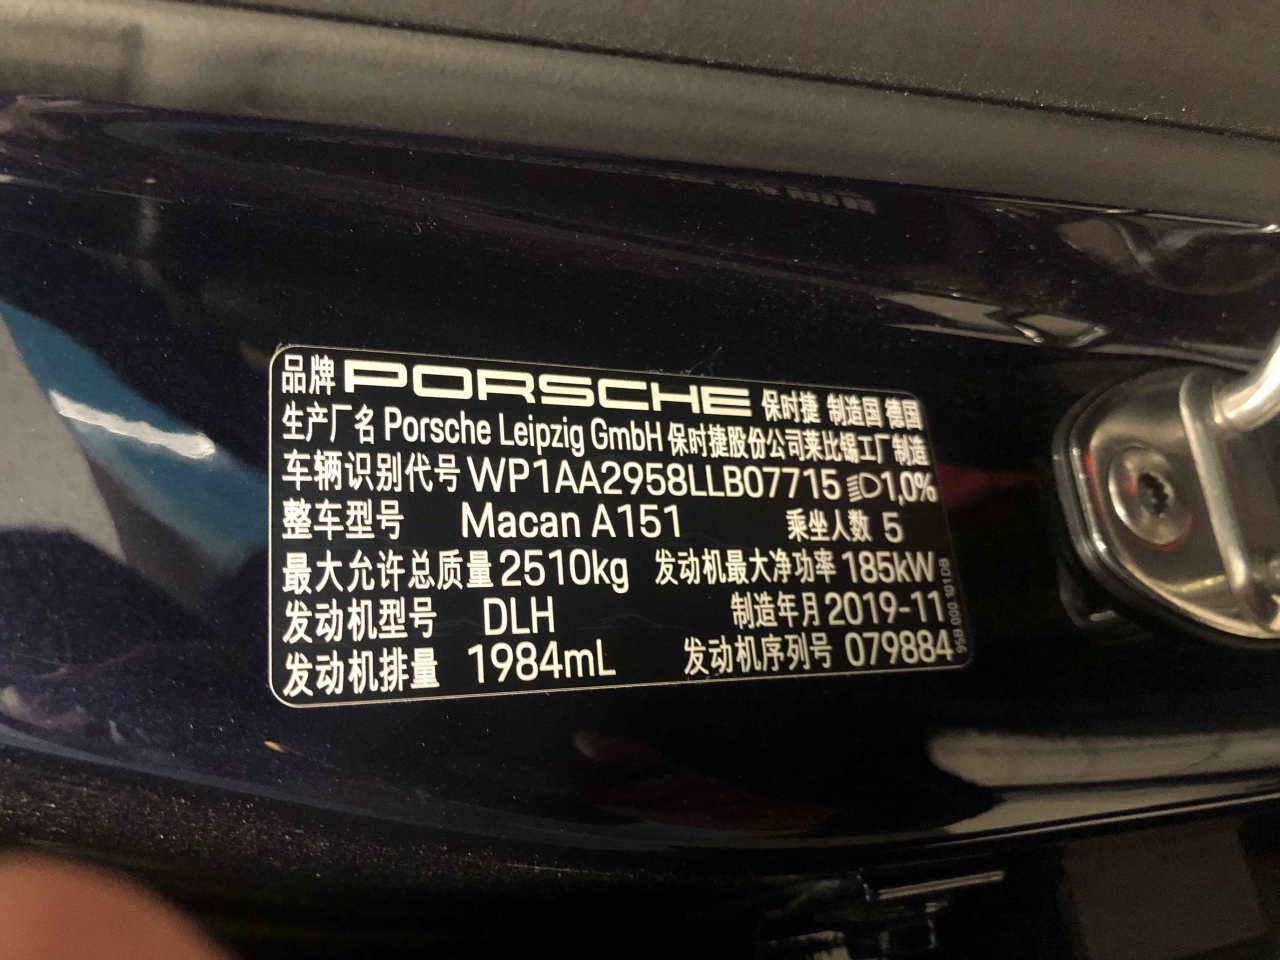 品牌 PORSCHE 保时捷 制造国 德国
生产厂名 Porsche Leipzig GmbH 保时捷股份公司莱比锡工厂制造
车辆识别代号 WP1AA2958LLB07715 1,0%
整车型号 Macan A151 乘坐人数 5
最大允许总质量 2510kg 发动机最大净功率 185kW
发动机型号 DLH 制造年月 2019-11
发动机排量 1984mL 发动机序列号 079884
95B 000 101 DB